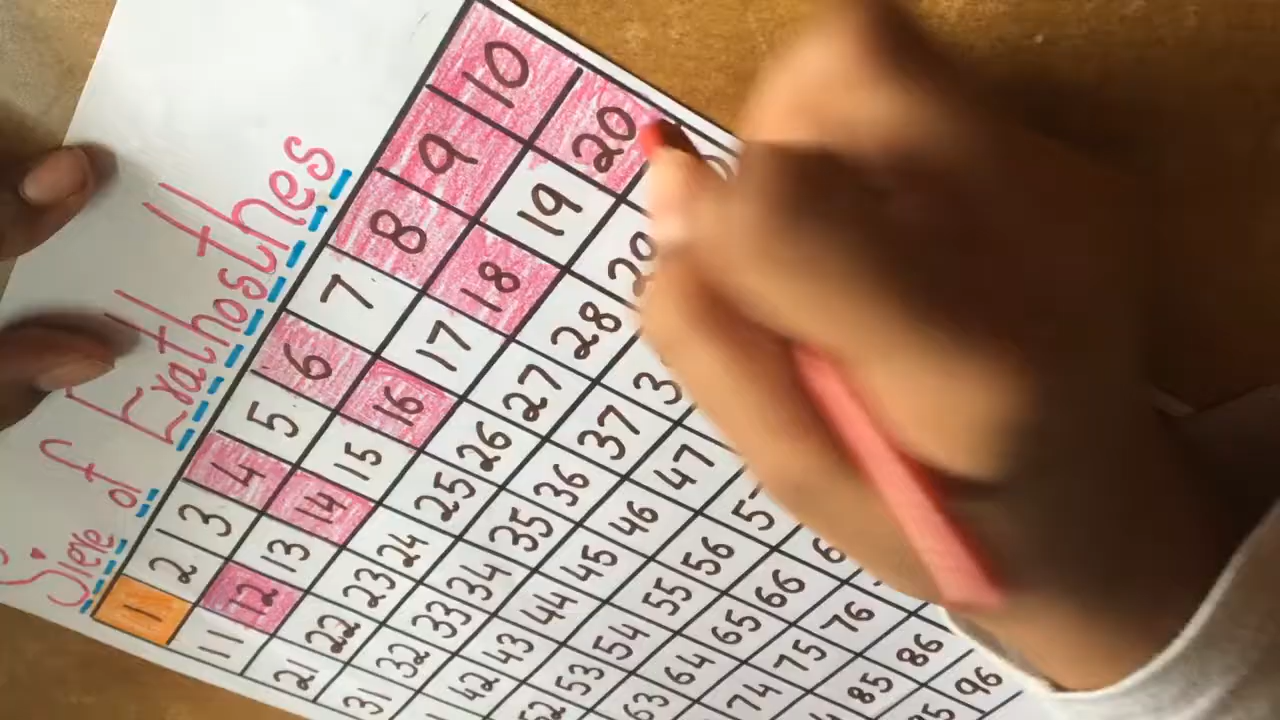 Sieve of Erathosthes
1 2 3 4 5 6 7 8 9 10
11 12 13 14 15 16 17 18 19 20
21 22 23 24 25 26 27 28 29
31 32 33 34 35 36 37
42 43 44 45 46 47
52 53 54 55 56
63 64 65 66
74 75 76
85 86
96